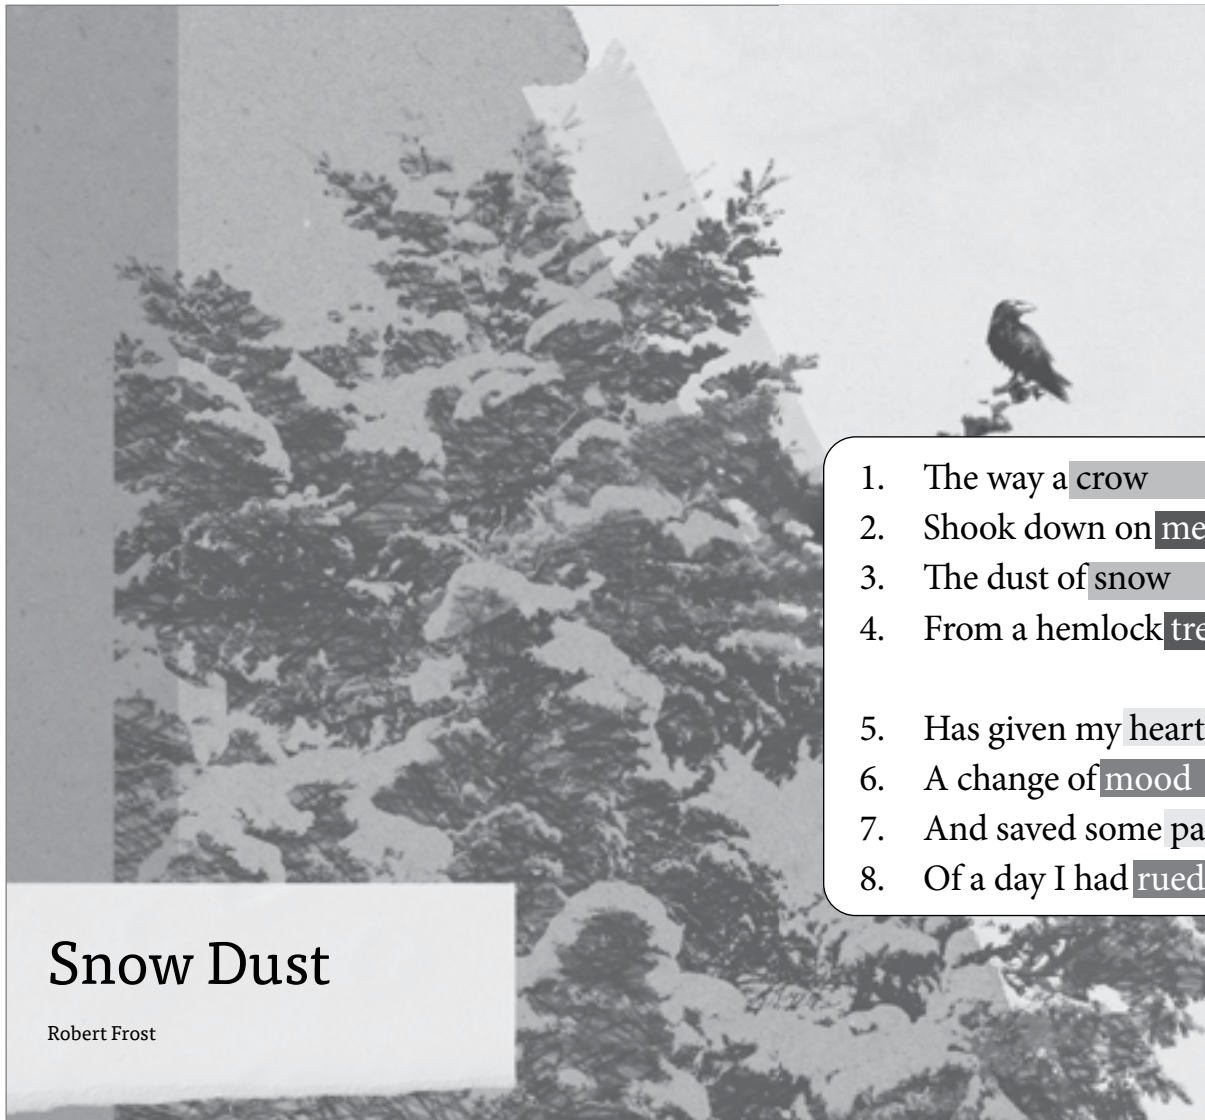 1. The way a crow
2. Shook down on me
3. The dust of snow
4. From a hemlock tre
5. Has given my heart
6. A change of mood
7. And saved some pa
8. Of a day I had rued
Snow Dust
Robert Frost